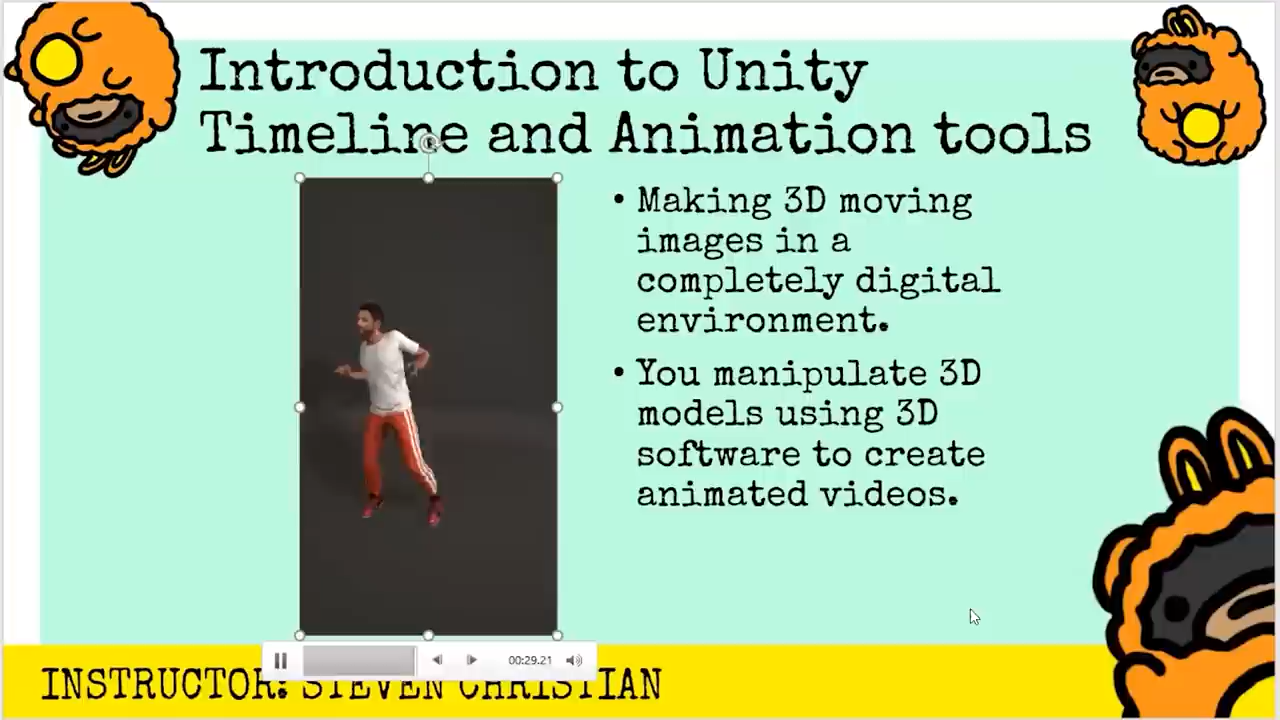 Introduction to Unity
Timeline and Animation tools
• Making 3D moving
images in a
completely digital
environment.
• You manipulate 3D
models using 3D
software to create
animated videos.
00:29.21
INSTRUCTOR: STEVEN CHRISTIAN